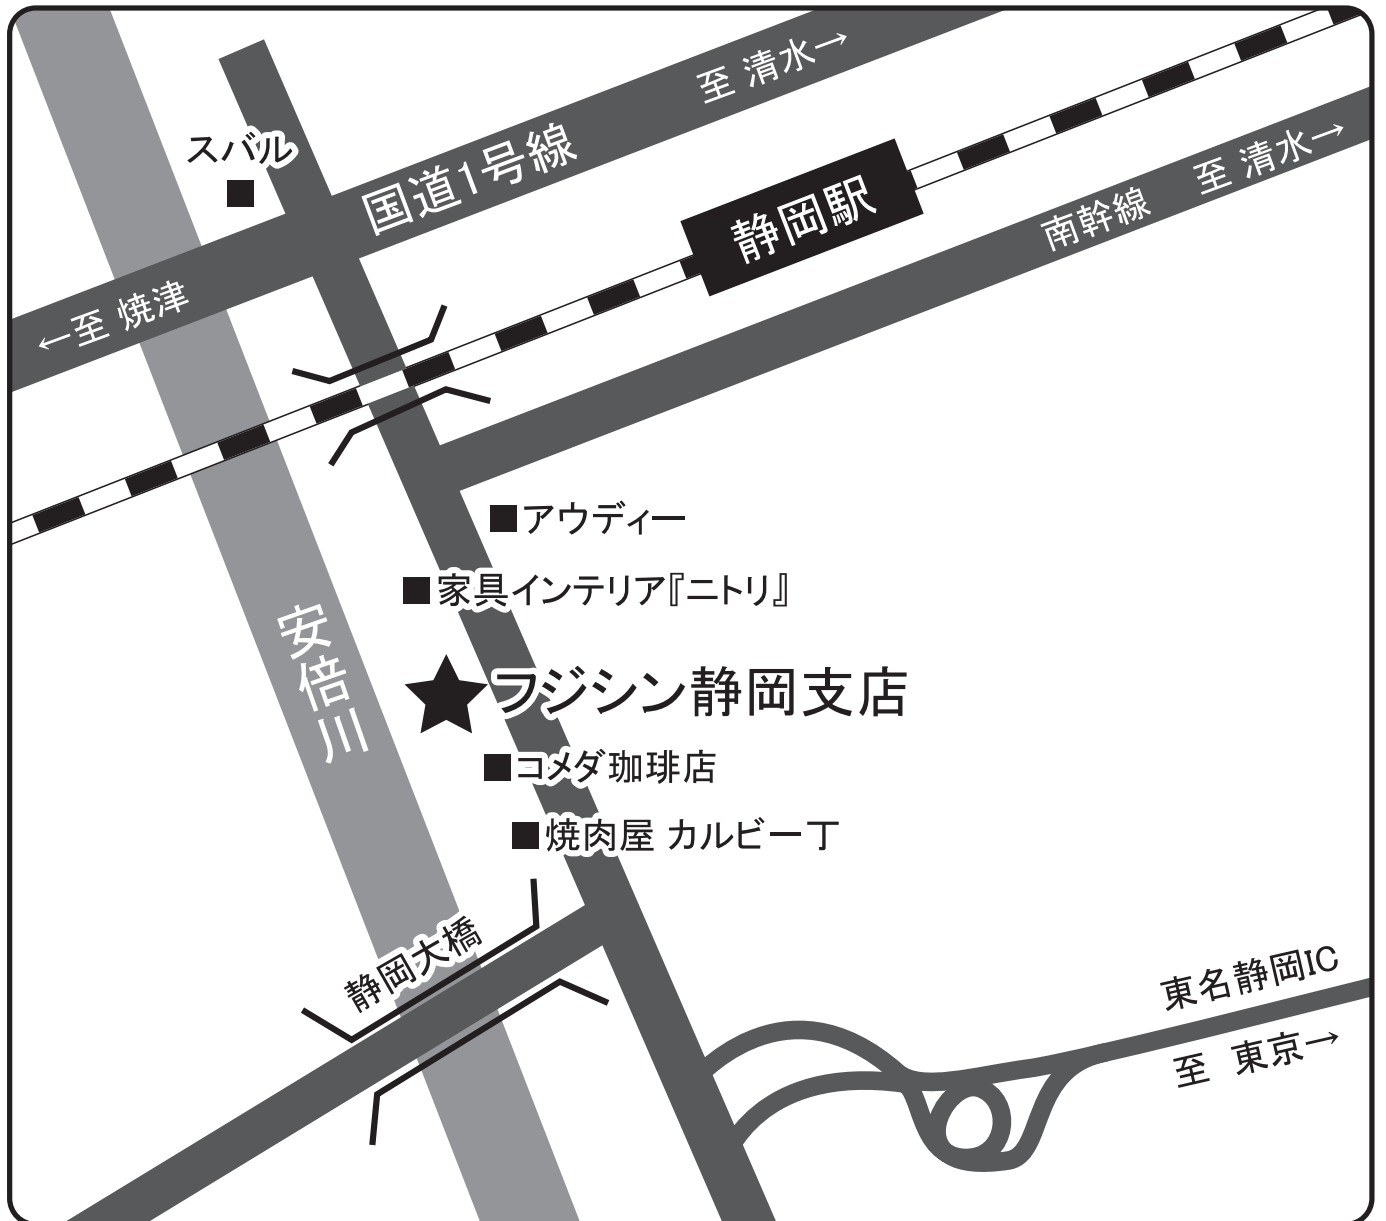 至 清水→
スバル
国道1号線
至 清水→
静岡駅
南幹線
←至 焼津
アウディー
家具インテリア『ニトリ』
安倍川
フジシン静岡支店
コメダ珈琲店
焼肉屋 カルビ一丁
静岡大橋
東名静岡IC
至 東京→